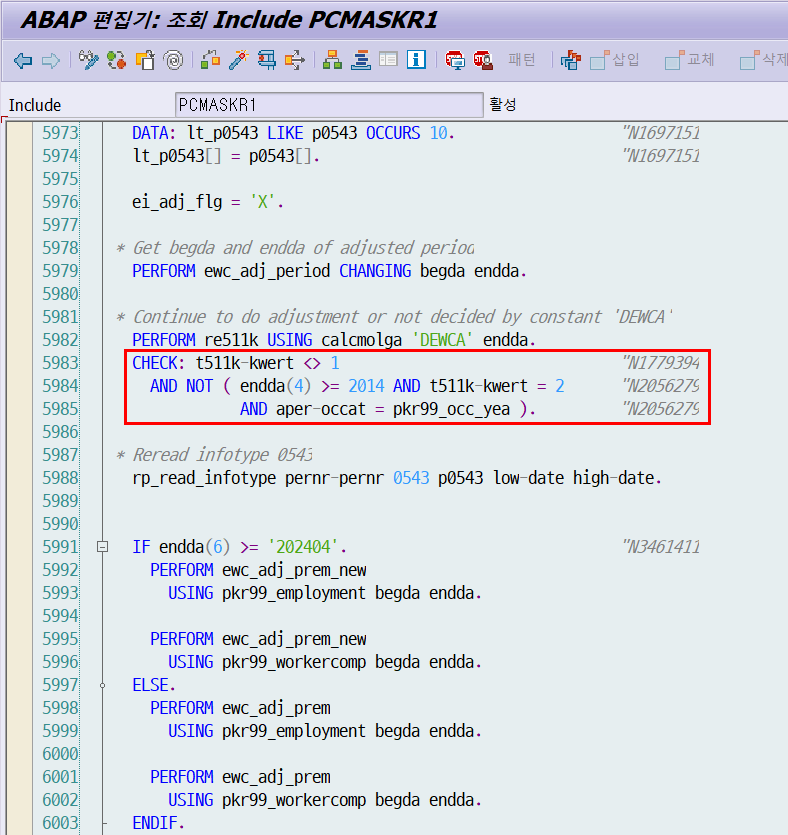 ABAP 편집기: 조회 Include PCMASKR1
패턴 삽입 교체 삭제
Include PCMASKR1 활성
5973 DATA: lt_p0543 LIKE p0543 OCCURS 10. "N1697151
5974 lt_p0543[] = p0543[]. "N1697151
5975
5976 ei_adj_flg = 'X'.
5977
5978 * Get begda and endda of adjusted period
5979 PERFORM ewc_adj_period CHANGING begda endda.
5980
5981 * Continue to do adjustment or not decided by constant 'DEWCA'
5982 PERFORM re511k USING calcmolga 'DEWCA' endda.
5983 CHECK: t511k-kwert <> 1 "N1779394
5984 AND NOT ( endda(4) >= 2014 AND t511k-kwert = 2 "N2056279
5985 AND aper-occat = pkr99_occ_yea ). "N2056279
5986
5987 * Reread infotype 0543
5988 rp_read_infotype pernr-pernr 0543 p0543 low-date high-date.
5989
5990
5991 IF endda(6) >= '202404'. "N3461411
5992 PERFORM ewc_adj_prem_new
5993 USING pkr99_employment begda endda.
5994
5995 PERFORM ewc_adj_prem_new
5996 USING pkr99_workercomp begda endda.
5997 ELSE.
5998 PERFORM ewc_adj_prem
5999 USING pkr99_employment begda endda.
6000
6001 PERFORM ewc_adj_prem
6002 USING pkr99_workercomp begda endda.
6003 ENDIF.